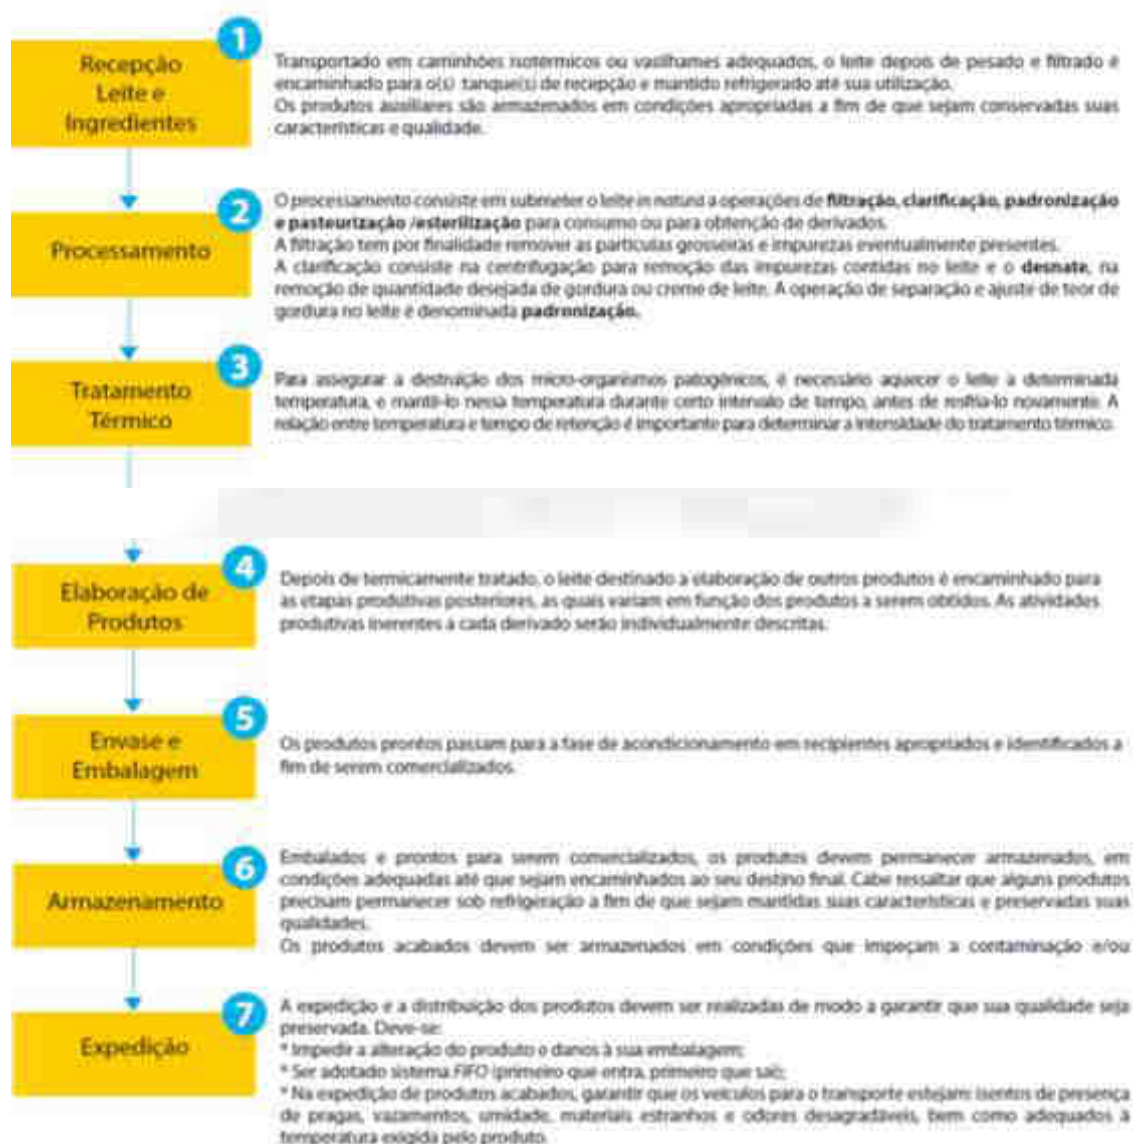 1
Recepção
Leite e
Ingredientes
Transportado em caminhões isotérmicos ou vasilhames adequados, o leite depois de pesado e filtrado é
encaminhado para o(s) tanque(s) de recepção e mantido refrigerado até sua utilização.
Os produtos auxiliares são armazenados em condições apropriadas a fim de que sejam conservadas suas
características e qualidade.
2
Processamento
O processamento consiste em submeter o leite in natura a operações de filtração, clarificação, padronização
e pasteurização /esterilização para consumo ou para obtenção de derivados.
A filtração tem por finalidade remover as partículas grosseiras e impurezas eventualmente presentes.
A clarificação consiste na centrifugação para remoção das impurezas contidas no leite e o desnate, na
remoção de quantidade desejada de gordura ou creme de leite. A operação de separação e ajuste de teor de
gordura no leite é denominada padronização.
3
Tratamento
Térmico
Para assegurar a destruição dos micro-organismos patogênicos, é necessário aquecer o leite a determinada
temperatura, e mantê-lo nessa temperatura durante certo intervalo de tempo, antes de resfriá-lo novamente. A
relação entre temperatura e tempo de retenção é importante para determinar a intensidade do tratamento térmico.
4
Elaboração de
Produtos
Depois de termicamente tratado, o leite destinado a elaboração de outros produtos é encaminhado para
as etapas produtivas posteriores, as quais variam em função dos produtos a serem obtidos. As atividades
produtivas inerentes a cada derivado serão individualmente descritas.
5
Envase e
Embalagem
Os produtos prontos passam para a fase de acondicionamento em recipientes apropriados e identificados a
fim de serem comercializados.
6
Armazenamento
Embalados e prontos para serem comercializados, os produtos devem permanecer armazenados, em
condições adequadas até que sejam encaminhados ao seu destino final. Cabe ressaltar que alguns produtos
precisam permanecer sob refrigeração a fim de que sejam mantidas suas características e preservadas suas
qualidades.
Os produtos acabados devem ser armazenados em condições que impeçam a contaminação e/ou
7
Expedição
A expedição e a distribuição dos produtos devem ser realizadas de modo a garantir que sua qualidade seja
preservada. Deve-se:
* Impedir a alteração do produto e danos à sua embalagem;
* Ser adotado sistema FIFO (primeiro que entra, primeiro que sai);
* Na expedição de produtos acabados, garantir que os veículos para o transporte estejam isentos de presença
de pragas, vazamentos, umidade, materiais estranhos e odores desagradáveis, bem como adequados à
temperatura exigida pelo produto.